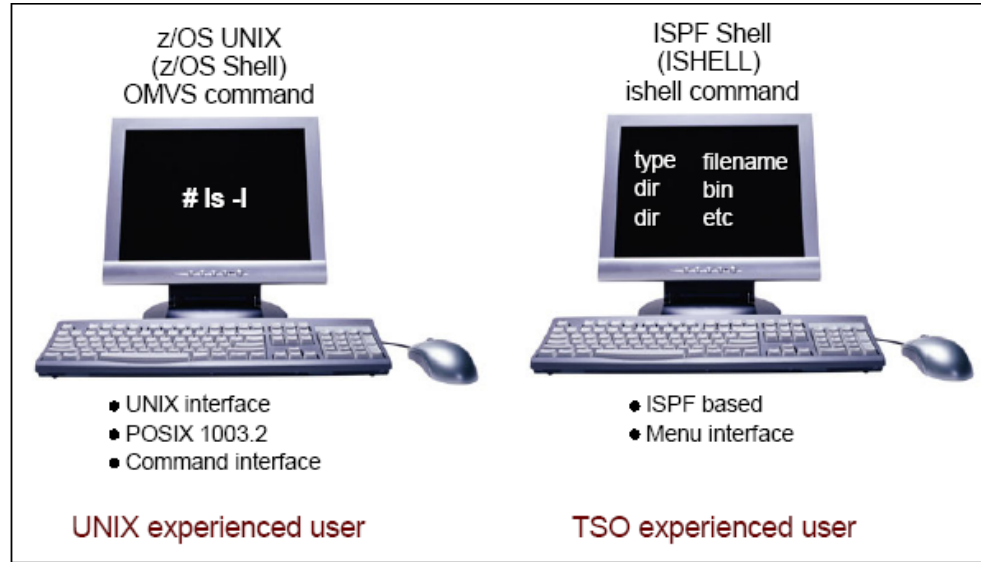 z/OS UNIX
(z/OS Shell)
OMVS command
# ls -l
● UNIX interface
● POSIX 1003.2
● Command interface
UNIX experienced user
ISPF Shell
(ISHELL)
ishell command
type filename
dir bin
dir etc
● ISPF based
● Menu interface
TSO experienced user